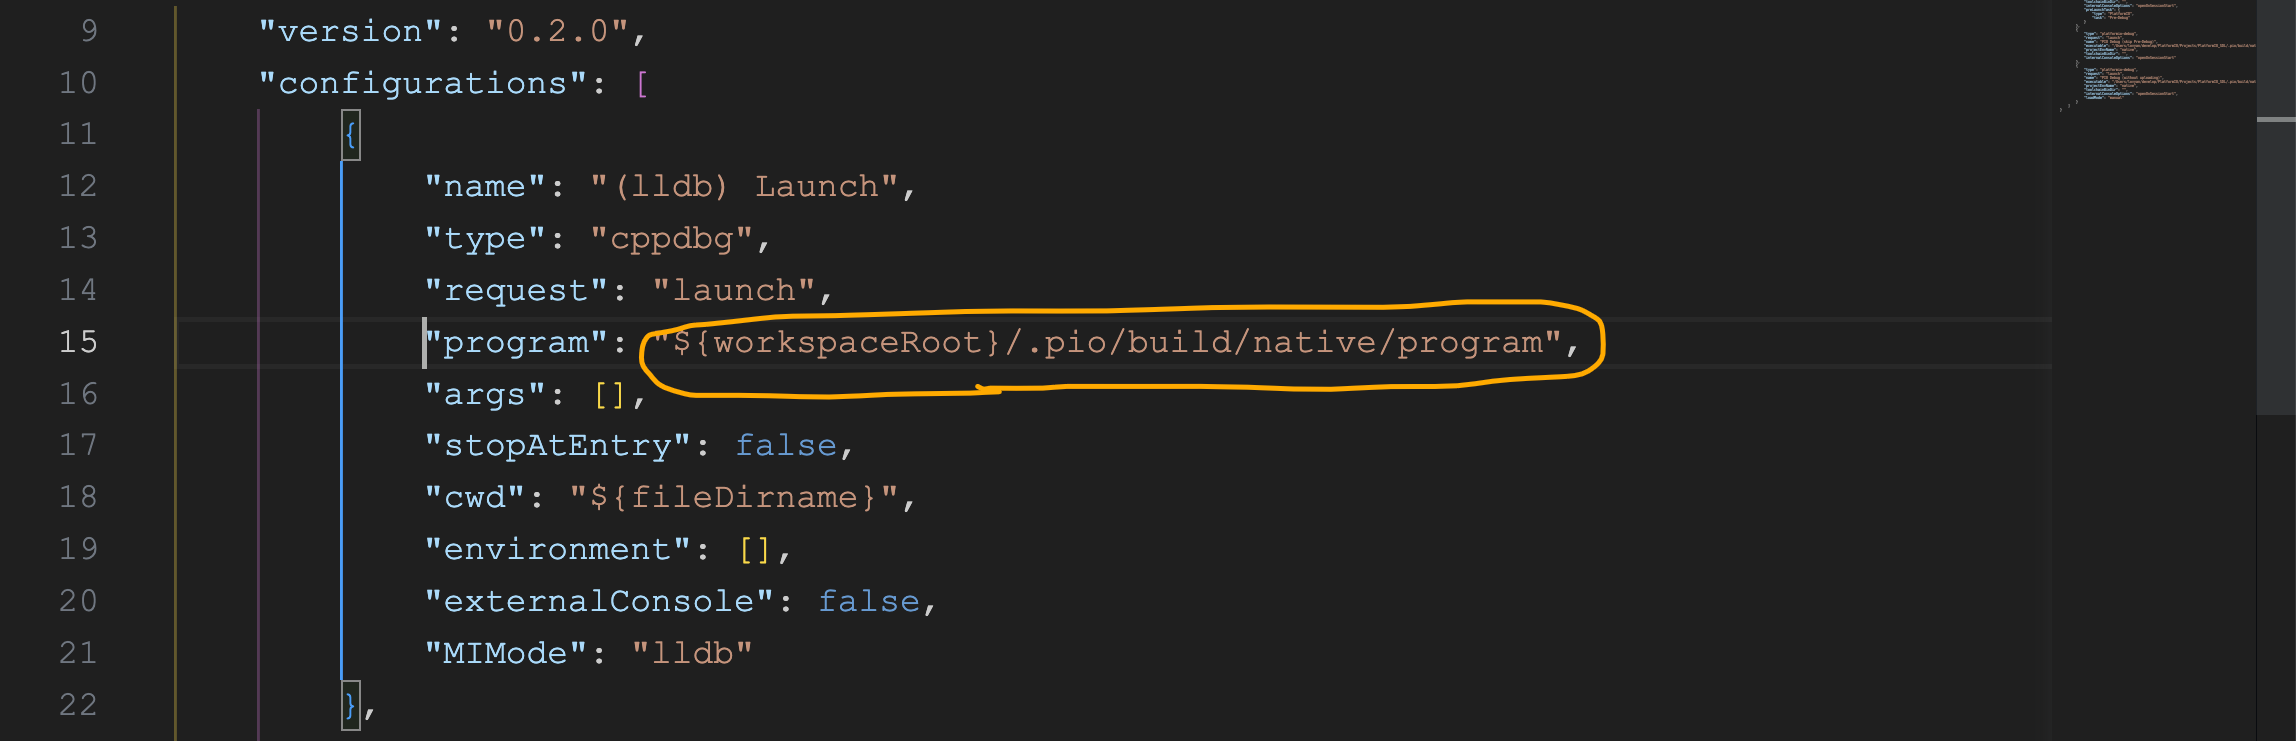 9 "version": "0.2.0",
10 "configurations": [
11 {
12 "name": "(lldb) Launch",
13 "type": "cppdbg",
14 "request": "launch",
15 "program": "${workspaceRoot}/.pio/build/native/program",
16 "args": [],
17 "stopAtEntry": false,
18 "cwd": "${fileDirname}",
19 "environment": [],
20 "externalConsole": false,
21 "MIMode": "lldb"
22 },